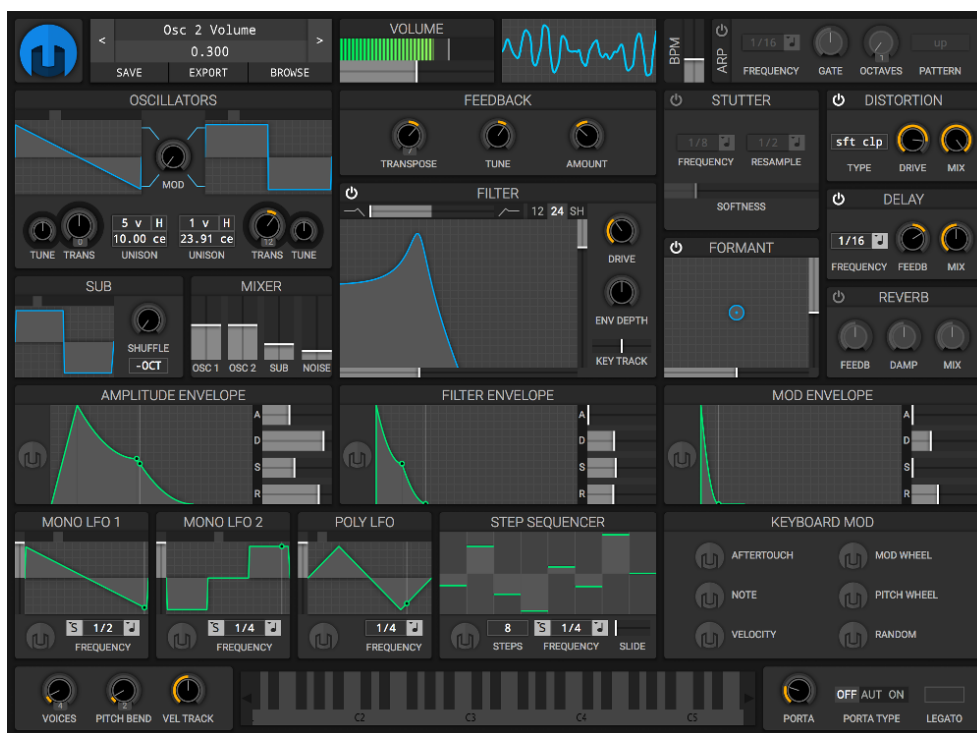 Osc 2 Volume
< 0.300 >
SAVE EXPORT BROWSE
VOLUME
BPM
ARP
1/16
up
FREQUENCY GATE OCTAVES PATTERN
1
OSCILLATORS
MOD
0
5 v H
10.00 ce
1 v H
23.91 ce
12
TUNE TRANS UNISON UNISON TRANS TUNE
FEEDBACK
TRANSPOSE TUNE AMOUNT
STUTTER
1/8 1/2
FREQUENCY RESAMPLE
SOFTNESS
DISTORTION
sft clp
TYPE DRIVE MIX
FILTER
12 24 SH
DRIVE
ENV DEPTH
KEY TRACK
DELAY
1/16
FREQUENCY FEEDB MIX
FORMANT
REVERB
FEEDB DAMP MIX
SUB
SHUFFLE
-OCT
MIXER
OSC 1 OSC 2 SUB NOISE
AMPLITUDE ENVELOPE
A
D
S
R
FILTER ENVELOPE
A
D
S
R
MOD ENVELOPE
A
D
S
R
MONO LFO 1
S 1/2
FREQUENCY
MONO LFO 2
S 1/4
FREQUENCY
POLY LFO
1/4
FREQUENCY
STEP SEQUENCER
8 S 1/4
STEPS FREQUENCY SLIDE
KEYBOARD MOD
AFTERTOUCH MOD WHEEL
NOTE PITCH WHEEL
VELOCITY RANDOM
4 2
VOICES PITCH BEND VEL TRACK
C2 C3 C4 C5
OFF AUT ON
PORTA PORTA TYPE LEGATO